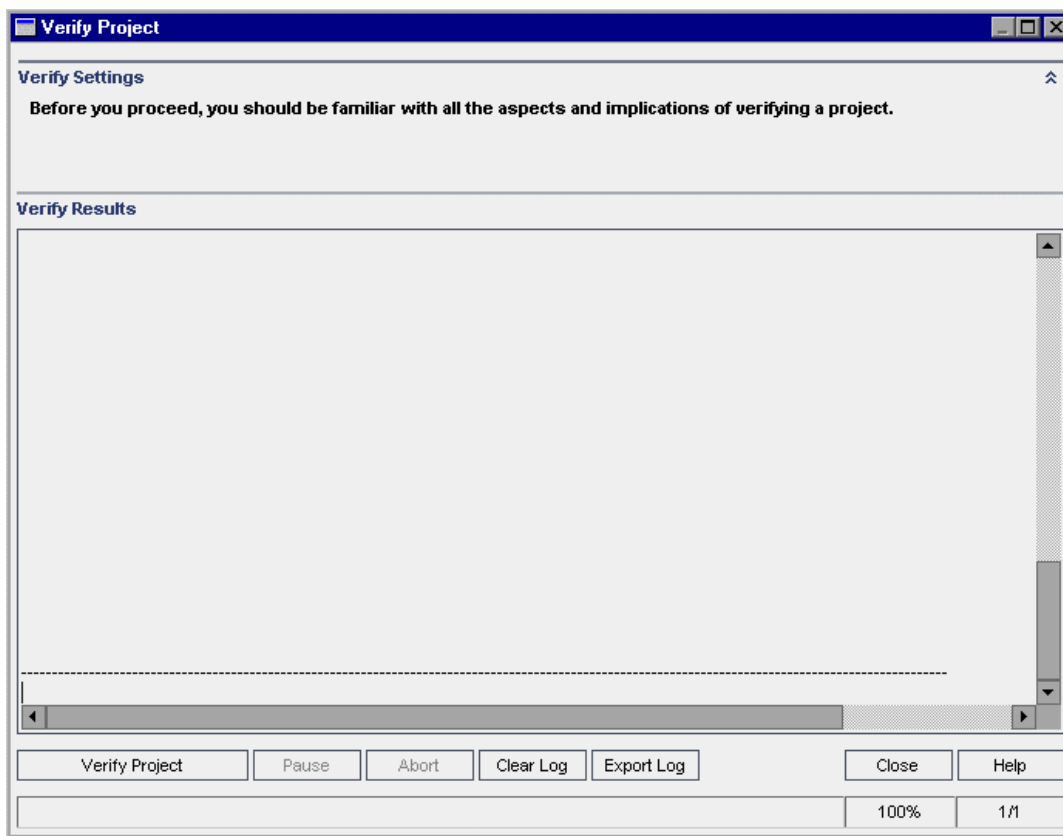 Verify Project
Verify Settings
Before you proceed, you should be familiar with all the aspects and implications of verifying a project.
Verify Results
--------------------------------------------------------------------------------------------------------------------------------------------------------
Verify Project Pause Abort Clear Log Export Log Close Help
100% 1/1